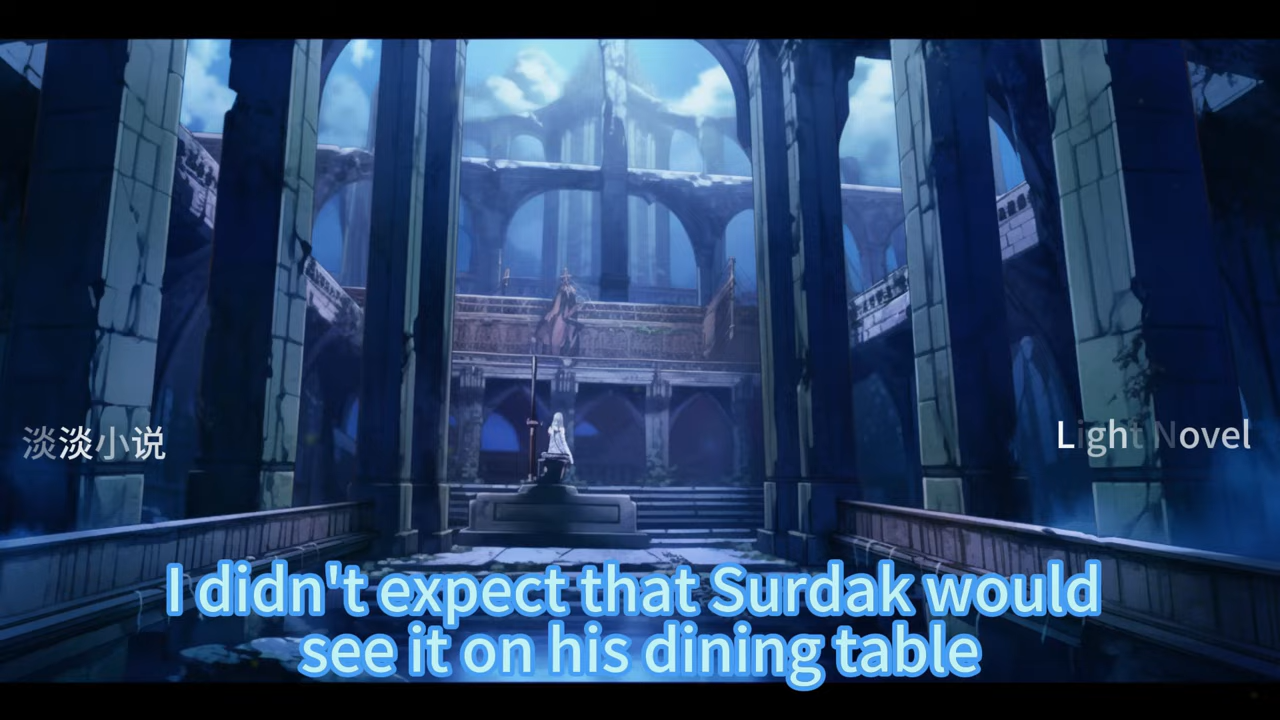 淡淡小说
Light Novel
I didn't expect that Surdak would
see it on his dining table